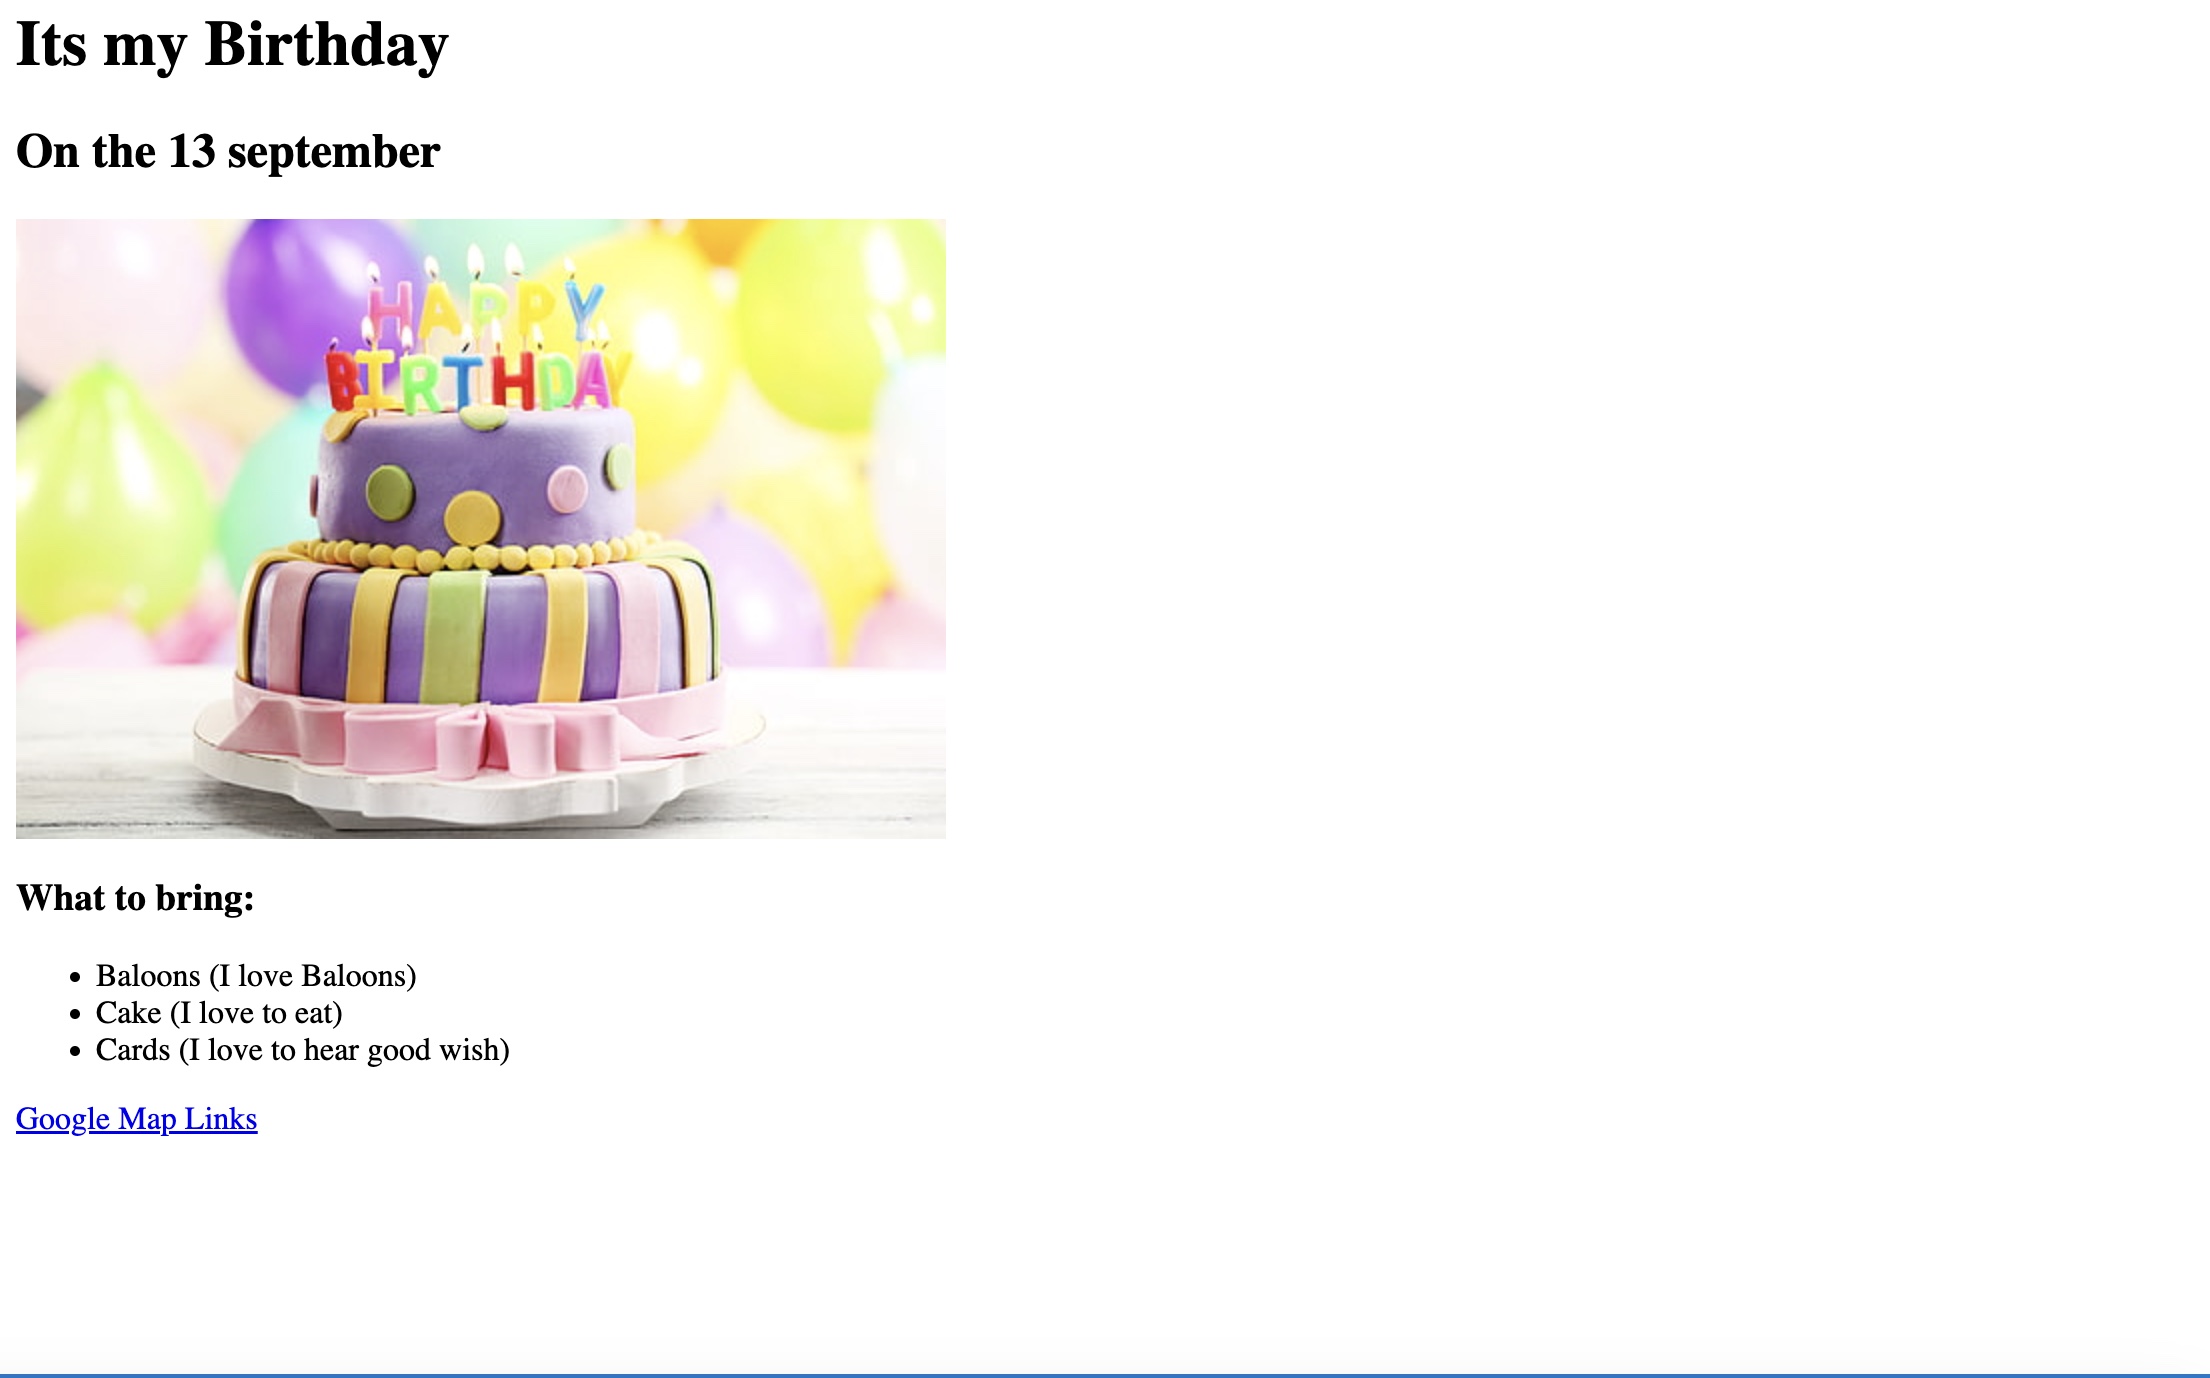 Its my Birthday
On the 13 september
HAPPY
BIRTHDAY
What to bring:
Baloons (I love Baloons)
Cake (I love to eat)
Cards (I love to hear good wish)
Google Map Links